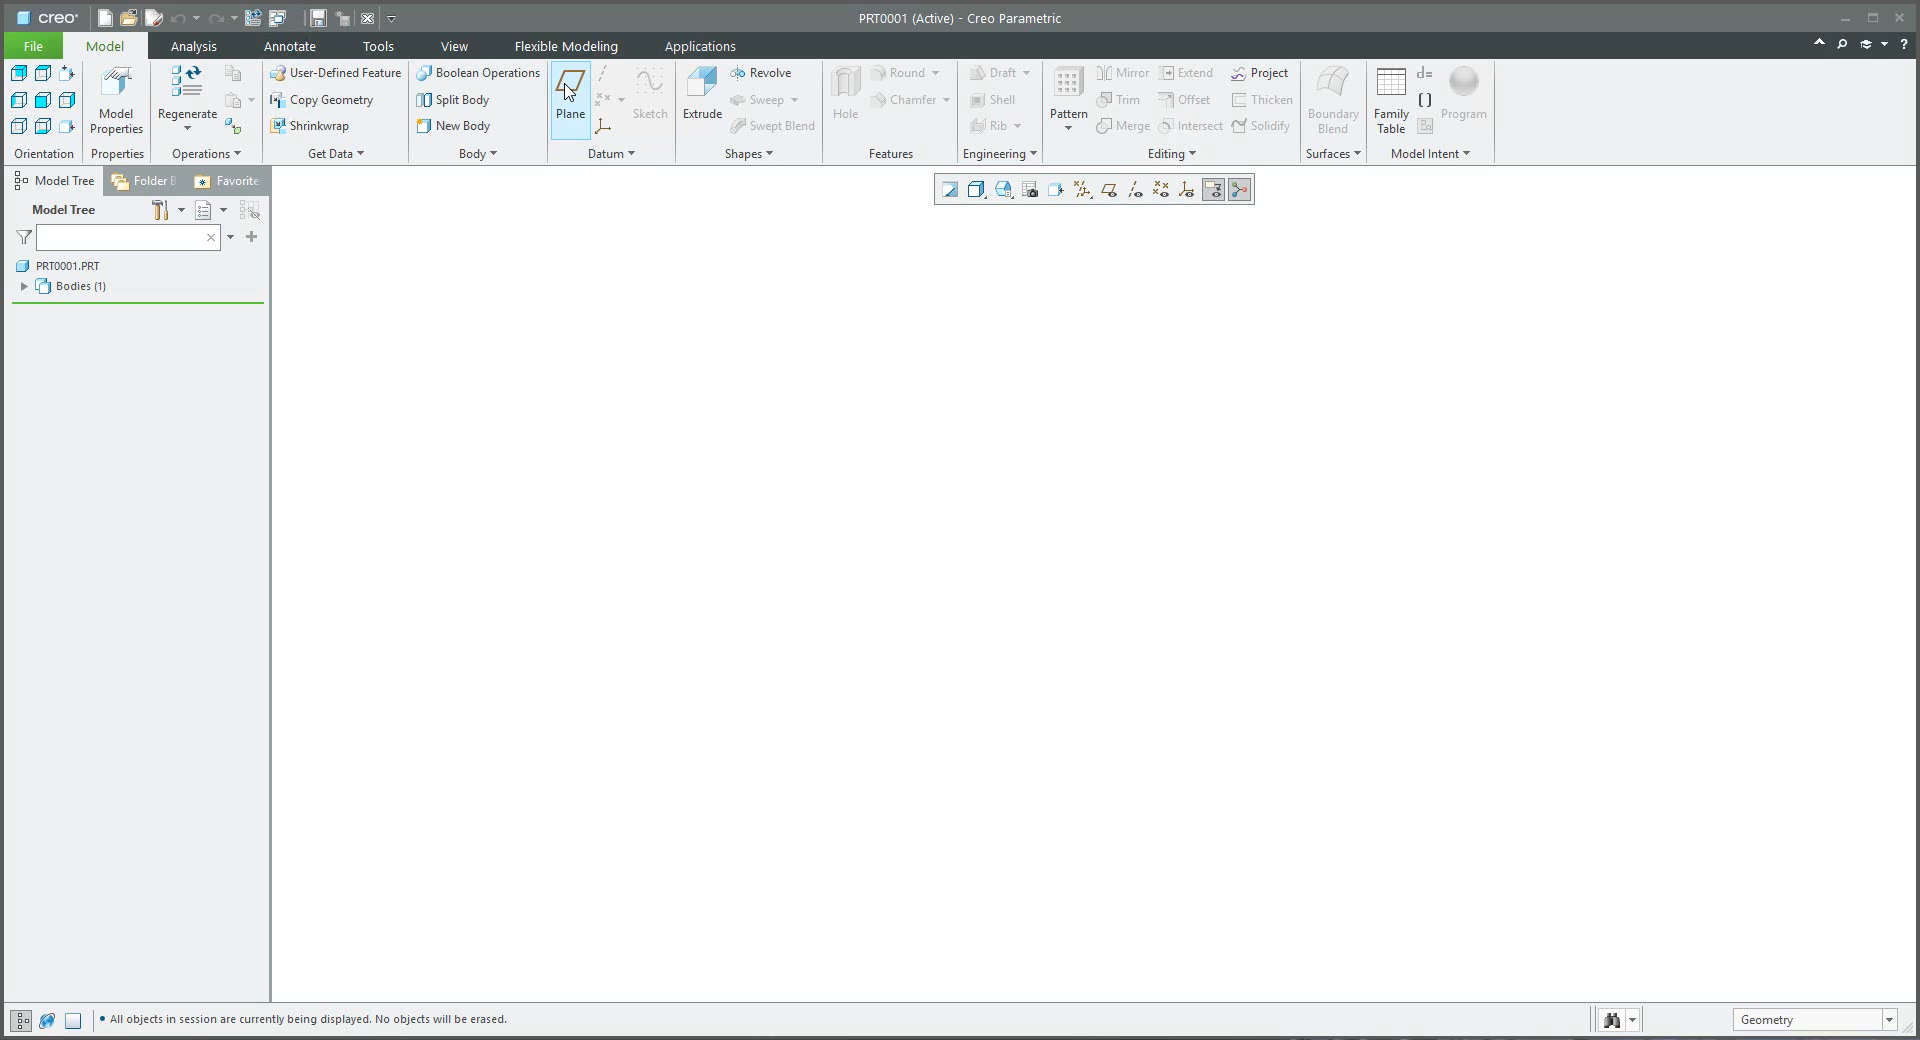 creo
PRT0001 (Active) - Creo Parametric
File
Model
Analysis
Annotate
Tools
View
Flexible Modeling
Applications
?
Orientation
Model
Properties
Properties
Regenerate
Operations
User-Defined Feature
Copy Geometry
Shrinkwrap
Get Data
Boolean Operations
Split Body
New Body
Body
Plane
Sketch
Datum
Extrude
Revolve
Sweep
Swept Blend
Shapes
Hole
Round
Chamfer
Features
Draft
Shell
Rib
Engineering
Pattern
Mirror
Extend
Project
Trim
Offset
Thicken
Merge
Intersect
Solidify
Editing
Boundary
Blend
Surfaces
Family
Table
d=
Program
Model Intent
Model Tree
Folder B
Favorite
Model Tree
PRT0001.PRT
Bodies (1)
All objects in session are currently being displayed. No objects will be erased.
Geometry